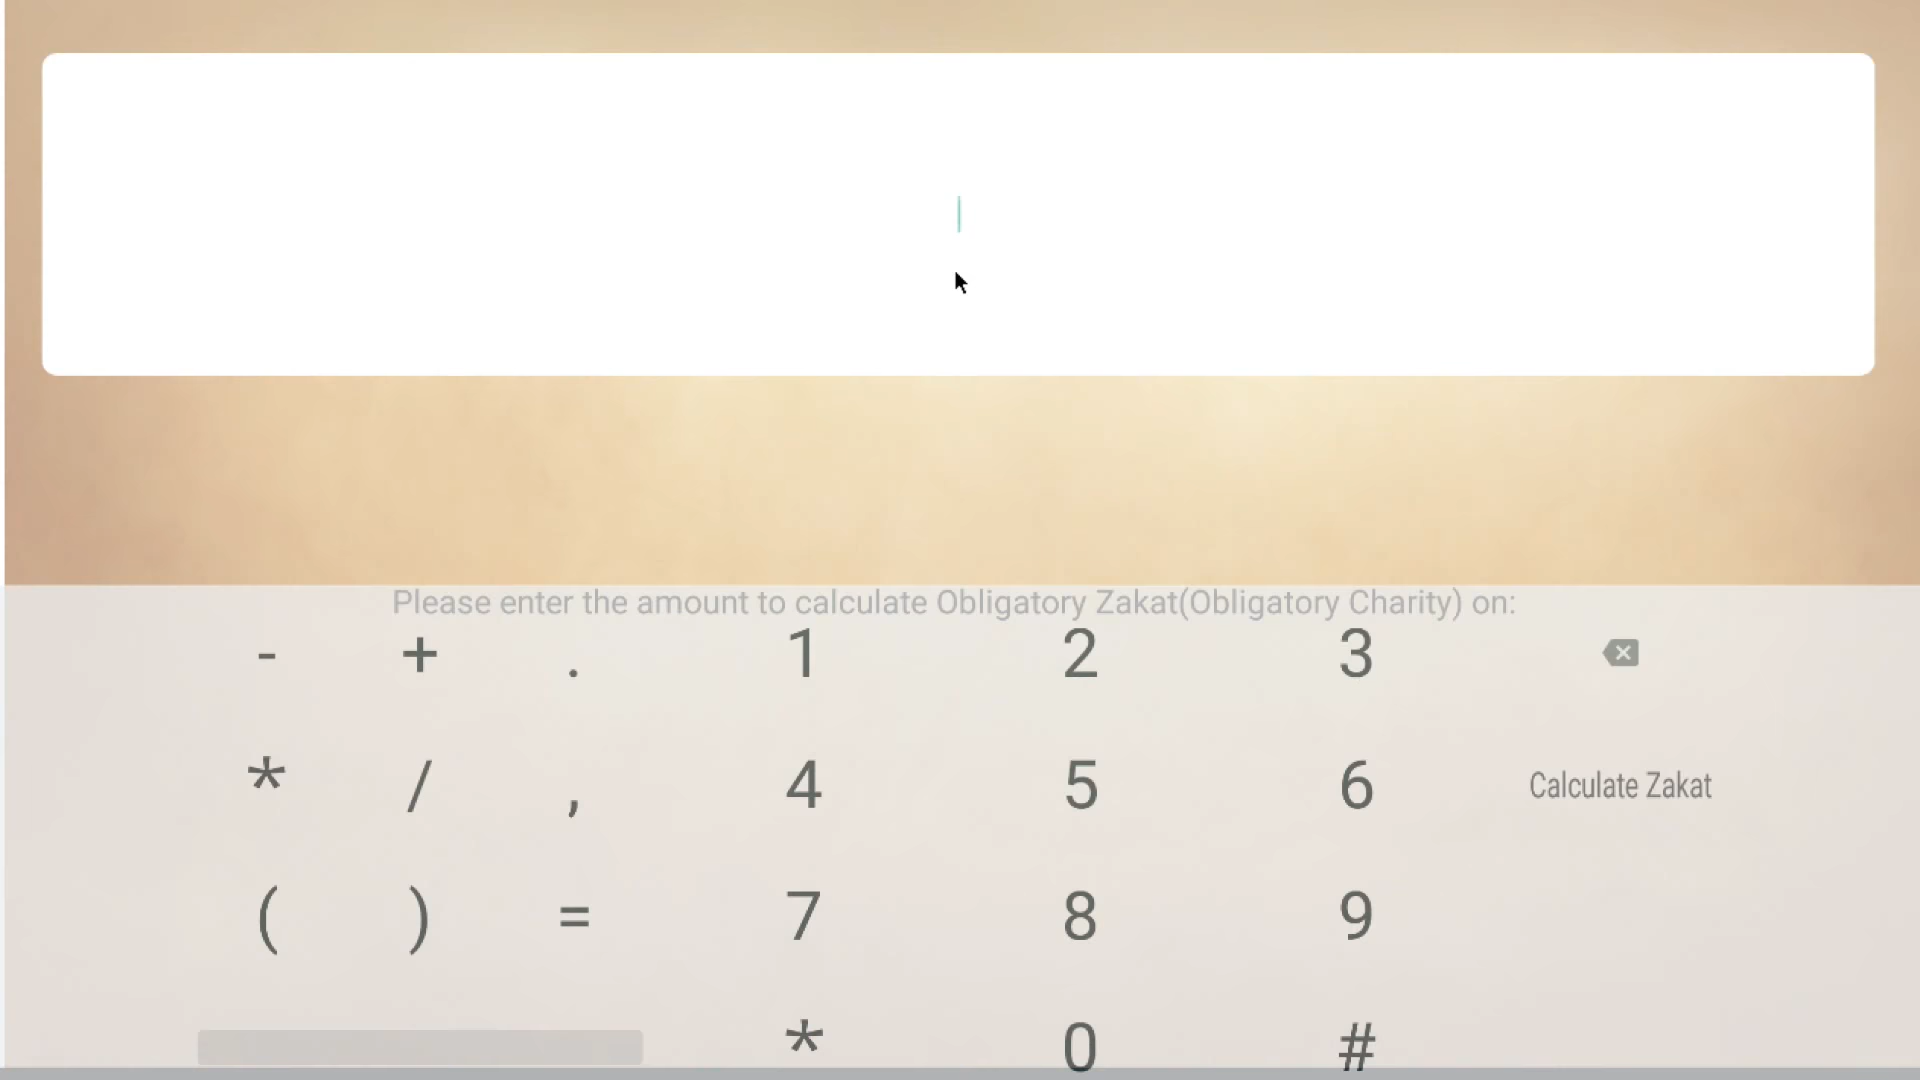 Please enter the amount to calculate Obligatory Zakat(Obligatory Charity) on:
- + . 1 2 3
* / , 4 5 6 Calculate Zakat
( ) = 7 8 9
* 0 #